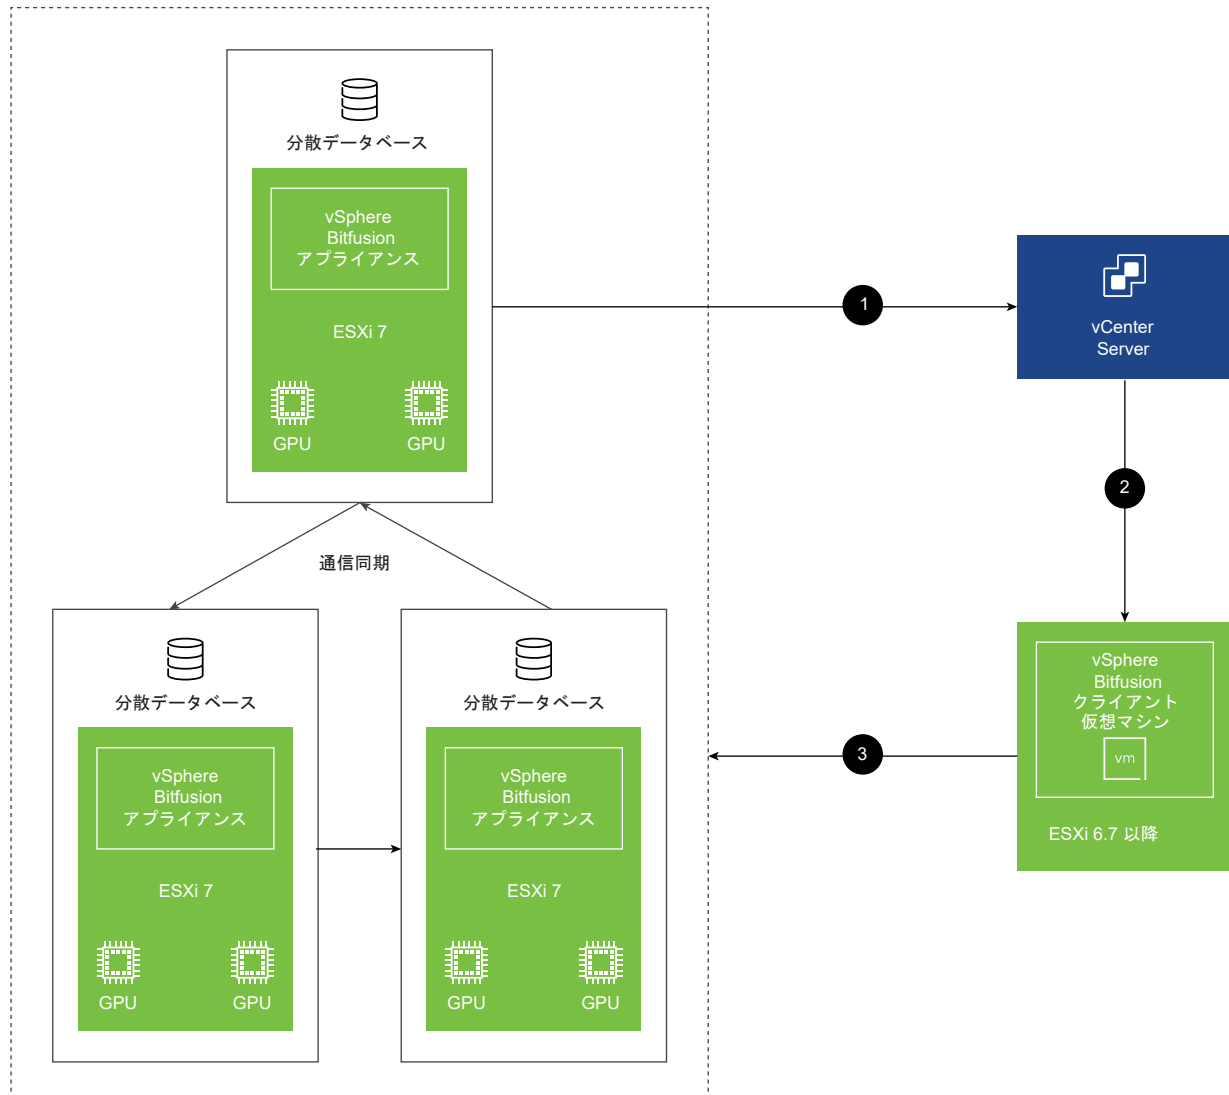 分散データベース
vSphere
Bitfusion
アプライアンス
ESXi 7
GPU
GPU
1
vCenter
Server
2
通信同期
分散データベース
vSphere
Bitfusion
アプライアンス
ESXi 7
GPU
GPU
分散データベース
vSphere
Bitfusion
アプライアンス
ESXi 7
GPU
GPU
3
vSphere
Bitfusion
クライアント
仮想マシン
vm
ESXi 6.7 以降